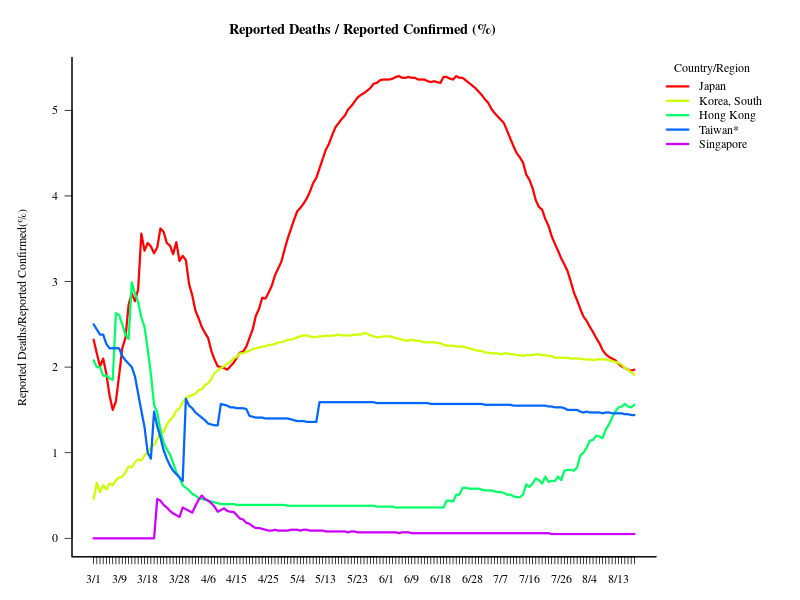 Reported Deaths / Reported Confirmed (%)
Country/Region
Japan
Korea, South
Hong Kong
Taiwan*
Singapore
Reported Deaths/Reported Confirmed(%)
5
4
3
2
1
0
3/1 3/9 3/18 3/28 4/6 4/15 4/25 5/4 5/13 5/23 6/1 6/9 6/18 6/28 7/7 7/16 7/26 8/4 8/13